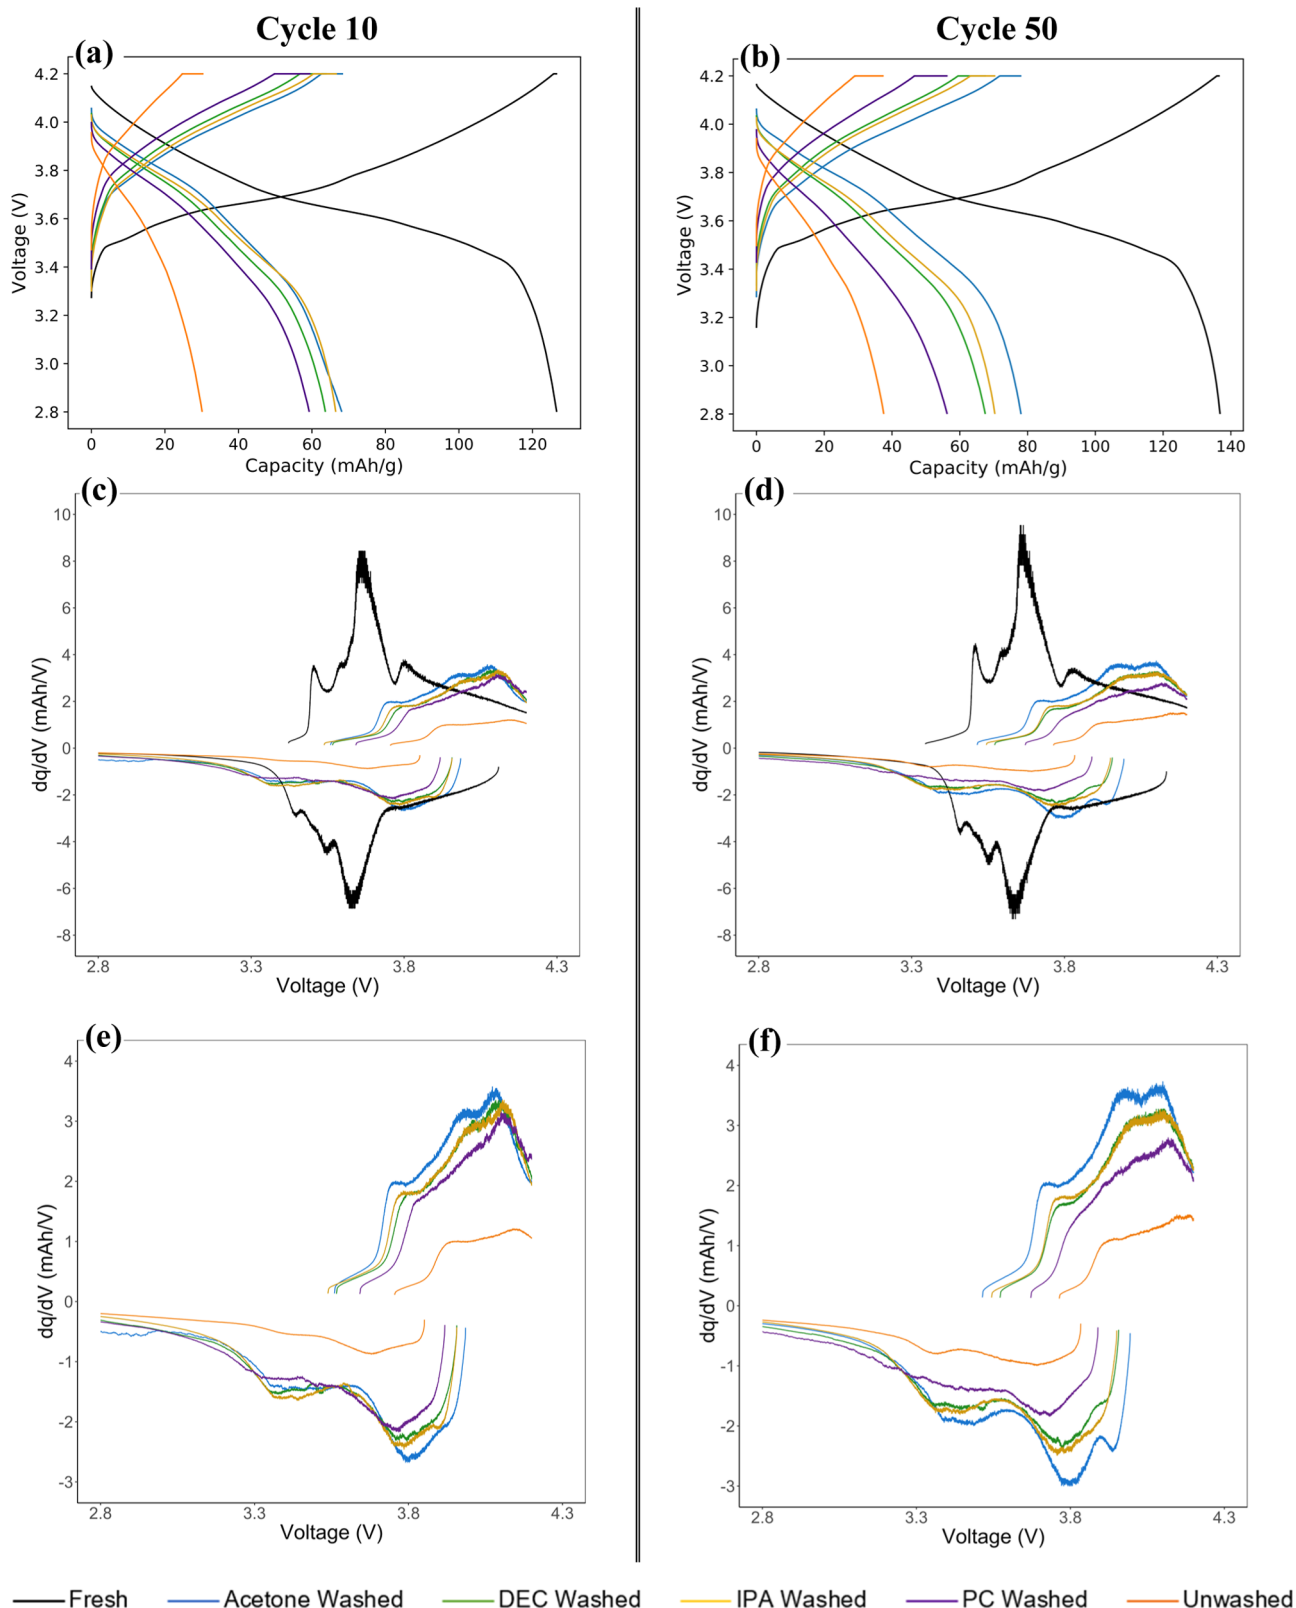 Cycle 10
Cycle 50
(a)
4.2
4.0
3.8
3.6
3.4
3.2
3.0
2.8
Voltage (V)
0 20 40 60 80 100 120
Capacity (mAh/g)
(b)
4.2
4.0
3.8
3.6
3.4
3.2
3.0
2.8
Voltage (V)
0 20 40 60 80 100 120 140
Capacity (mAh/g)
(c)
10
8
6
4
2
0
-2
-4
-6
-8
dq/dV (mAh/V)
2.8 3.3 3.8 4.3
Voltage (V)
(d)
10
8
6
4
2
0
-2
-4
-6
-8
dq/dV (mAh/V)
2.8 3.3 3.8 4.3
Voltage (V)
(e)
4
3
2
1
0
-1
-2
-3
dq/dV (mAh/V)
2.8 3.3 3.8 4.3
Voltage (V)
(f)
4
3
2
1
0
-1
-2
-3
dq/dV (mAh/V)
2.8 3.3 3.8 4.3
Voltage (V)
Fresh Acetone Washed DEC Washed IPA Washed PC Washed Unwashed